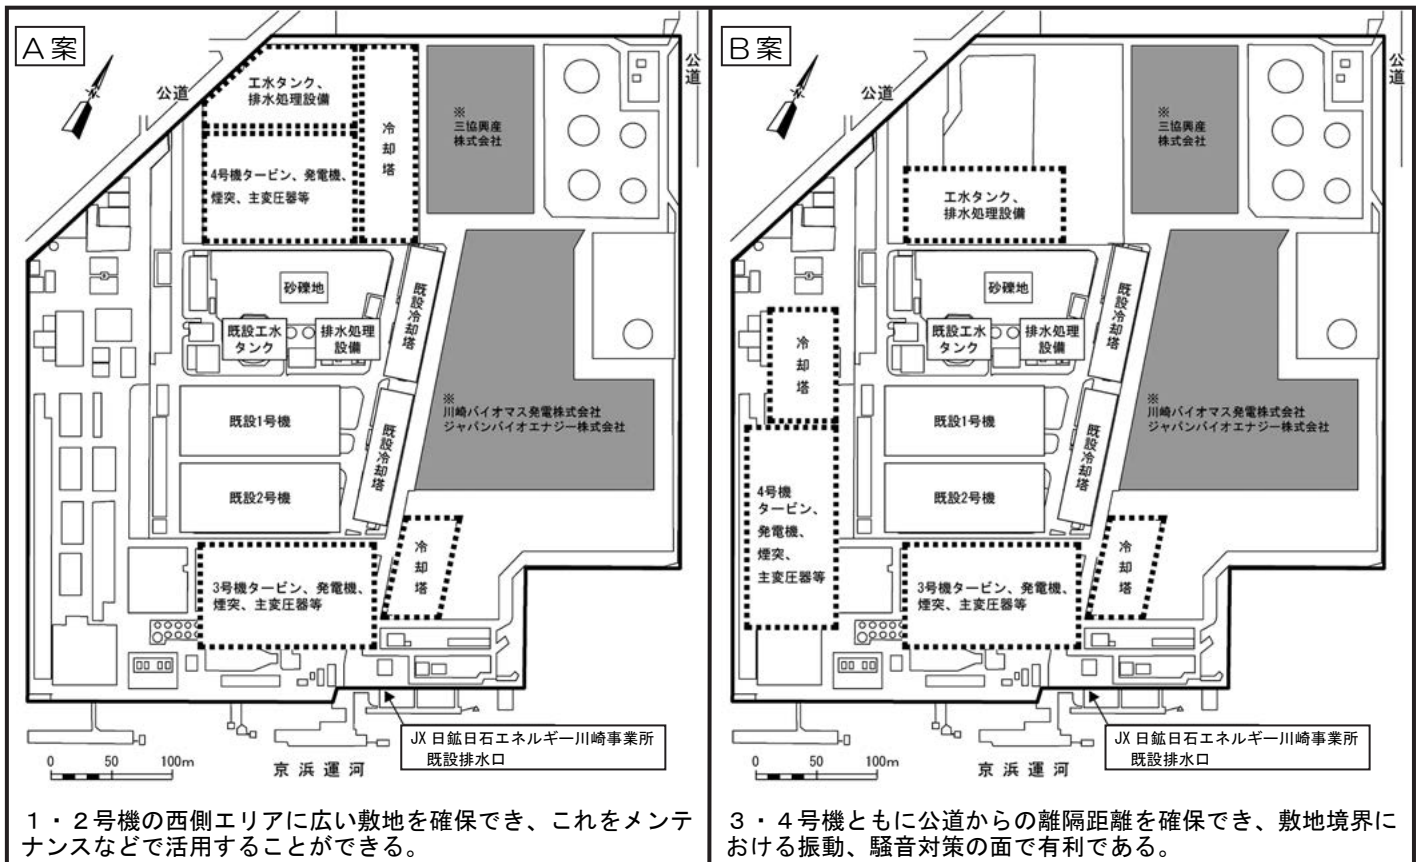 A案
公道
公道
工水タンク、
排水処理設備
冷却塔
※
三協興産
株式会社
4号機タービン、発電機、
煙突、主変圧器等
砂礫地
既設冷却塔
既設工水
タンク
排水処理
設備
※
川崎バイオマス発電株式会社
ジャパンバイオエナジー株式会社
既設1号機
既設冷却塔
既設2号機
冷却塔
3号機タービン、発電機、
煙突、主変圧器等
JX 日鉱日石エネルギー川崎事業所
既設排水口
0 50 100m
京浜運河
1・2号機の西側エリアに広い敷地を確保でき、これをメンテ
ナンスなどで活用することができる。
B案
公道
公道
※
三協興産
株式会社
工水タンク、
排水処理設備
砂礫地
既設冷却塔
冷却塔
既設工水
タンク
排水処理
設備
※
川崎バイオマス発電株式会社
ジャパンバイオエナジー株式会社
既設1号機
既設冷却塔
4号機
タービン、
発電機、
煙突、
主変圧器等
既設2号機
冷却塔
3号機タービン、発電機、
煙突、主変圧器等
JX 日鉱日石エネルギー川崎事業所
既設排水口
0 50 100m
京浜運河
3・4号機ともに公道からの離隔距離を確保でき、敷地境界に
おける振動、騒音対策の面で有利である。